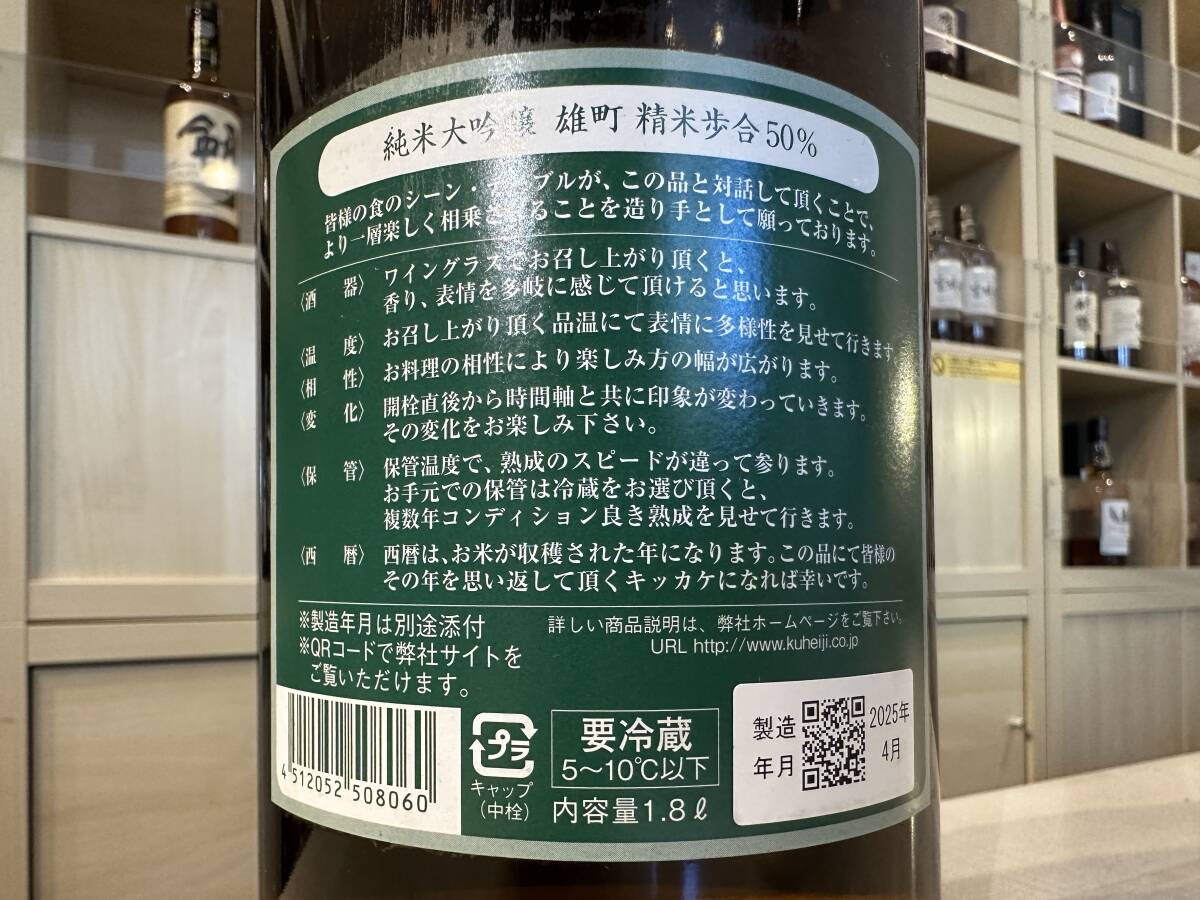 純米大吟醸 雄町 精米歩合50%
皆様の食のシーン・テーブルが、この品と対話して頂くことで、
より一層楽しく相乗されることを造り手として願っております。
〈酒 器〉 ワイングラスでお召し上がり頂くと、
香り、表情を多岐に感じて頂けると思います。
〈温 度〉 お召し上がり頂く品温にて表情に多様性を見せて行きます。
〈相 性〉 お料理の相性により楽しみ方の幅が広がります。
〈変 化〉 開栓直後から時間軸と共に印象が変わっていきます。
その変化をお楽しみ下さい。
〈保 管〉 保管温度で、熟成のスピードが違って参ります。
お手元での保管は冷蔵をお選び頂くと、
複数年コンディション良き熟成を見せて行きます。
〈西 暦〉 西暦は、お米が収穫された年になります。この品にて皆様の
その年を思い返して頂くキッカケになれば幸いです。
※製造年月は別途添付
※QRコードで弊社サイトを
ご覧いただけます。
詳しい商品説明は、弊社ホームページをご覧下さい。
URL http://www.kuheiji.co.jp
4 512052 508060
プラ
キャップ
(中栓)
要冷蔵
5～10℃以下
内容量1.8ℓ
製造
年月
2025年
4月